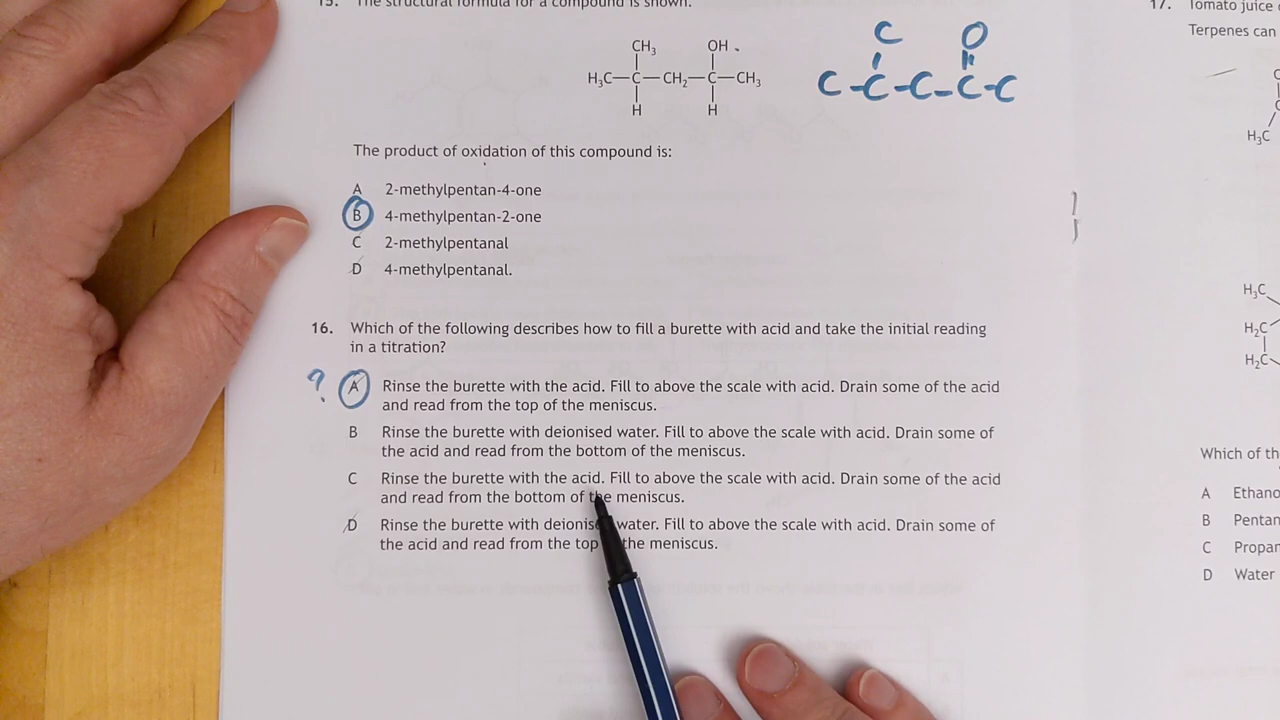 15. The structural formula for a compound is shown.
CH₃ OH
H₃C—C—CH₂—C—CH₃
H H
C O
C-C-C-C-C
The product of oxidation of this compound is:
A 2-methylpentan-4-one
B 4-methylpentan-2-one
C 2-methylpentanal
D 4-methylpentanal.
16. Which of the following describes how to fill a burette with acid and take the initial reading
in a titration?
? A Rinse the burette with the acid. Fill to above the scale with acid. Drain some of the acid
and read from the top of the meniscus.
B Rinse the burette with deionised water. Fill to above the scale with acid. Drain some of
the acid and read from the bottom of the meniscus.
C Rinse the burette with the acid. Fill to above the scale with acid. Drain some of the acid
and read from the bottom of the meniscus.
D Rinse the burette with deionised water. Fill to above the scale with acid. Drain some of
the acid and read from the top the meniscus.
17. Tomato juice
Terpenes can
H₃C
H₃C
H₂C
H₂C
Which of th
A Ethano
B Pentan
C Propan
D Water